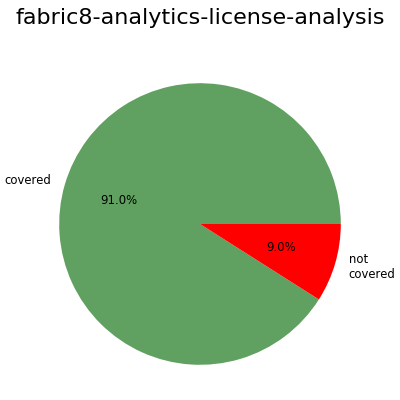 fabric8-analytics-license-analysis
covered
91.0%
9.0%
not
covered